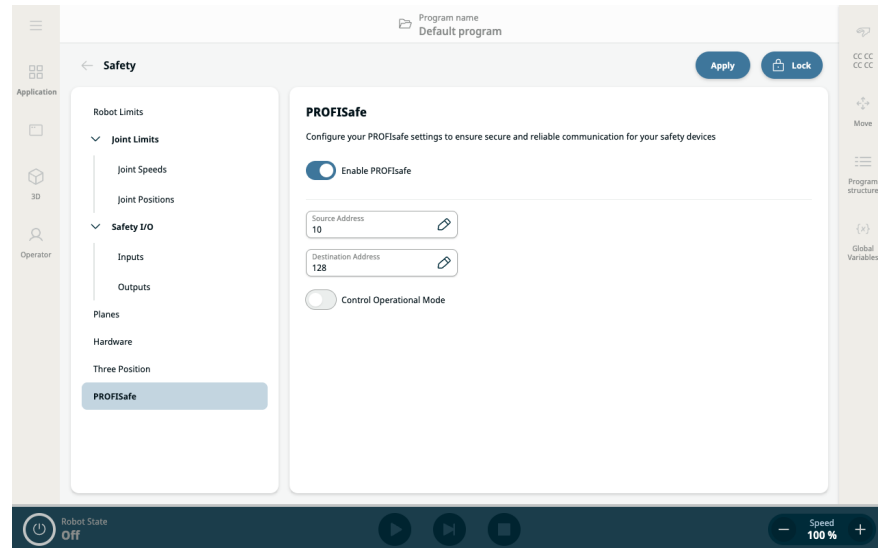 Program name
Default program
Safety
Apply
Lock
CC CC
CC CC
Application
Move
3D
Program
structure
Operator
{x}
Global
Variables
Robot Limits
Joint Limits
Joint Speeds
Joint Positions
Safety I/O
Inputs
Outputs
Planes
Hardware
Three Position
PROFISafe
PROFISafe
Configure your PROFIsafe settings to ensure secure and reliable communication for your safety devices
Enable PROFIsafe
Source Address
10
Destination Address
128
Control Operational Mode
Robot State
Off
Speed
100 %